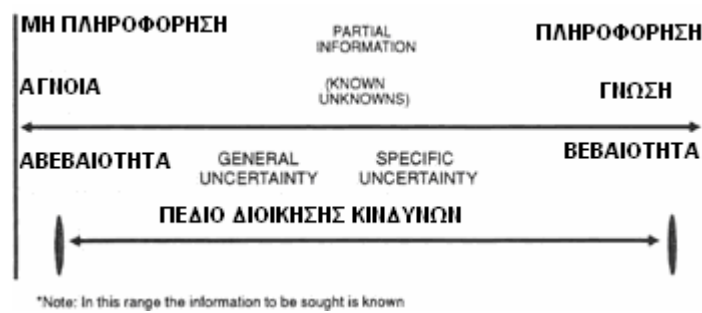 ΜΗ ΠΛΗΡΟΦΟΡΗΣΗ
PARTIAL
INFORMATION
ΠΛΗΡΟΦΟΡΗΣΗ
ΑΓΝΟΙΑ
(KNOWN
UNKNOWNS)
ΓΝΩΣΗ
ΑΒΕΒΑΙΟΤΗΤΑ
GENERAL
UNCERTAINTY
SPECIFIC
UNCERTAINTY
ΒΕΒΑΙΟΤΗΤΑ
ΠΕΔΙΟ ΔΙΟΙΚΗΣΗΣ ΚΙΝΔΥΝΩΝ
*Note: In this range the information to be sought is known